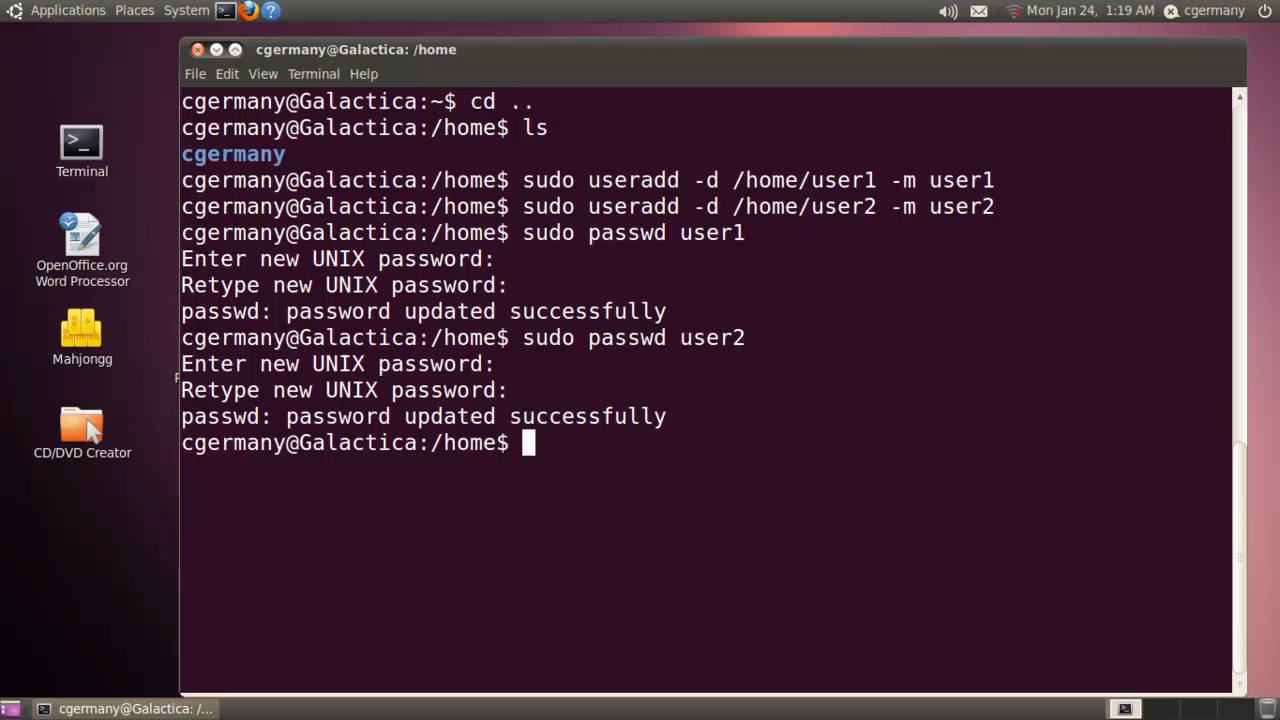 Applications Places System
Mon Jan 24, 1:19 AM cgermany
cgermany@Galactica: /home
File Edit View Terminal Help
cgermany@Galactica:~$ cd ..
cgermany@Galactica:/home$ ls
cgermany
cgermany@Galactica:/home$ sudo useradd -d /home/user1 -m user1
cgermany@Galactica:/home$ sudo useradd -d /home/user2 -m user2
cgermany@Galactica:/home$ sudo passwd user1
Enter new UNIX password:
Retype new UNIX password:
passwd: password updated successfully
cgermany@Galactica:/home$ sudo passwd user2
Enter new UNIX password:
Retype new UNIX password:
passwd: password updated successfully
cgermany@Galactica:/home$
Terminal
OpenOffice.org
Word Processor
Mahjongg
CD/DVD Creator
cgermany@Galactica: /...